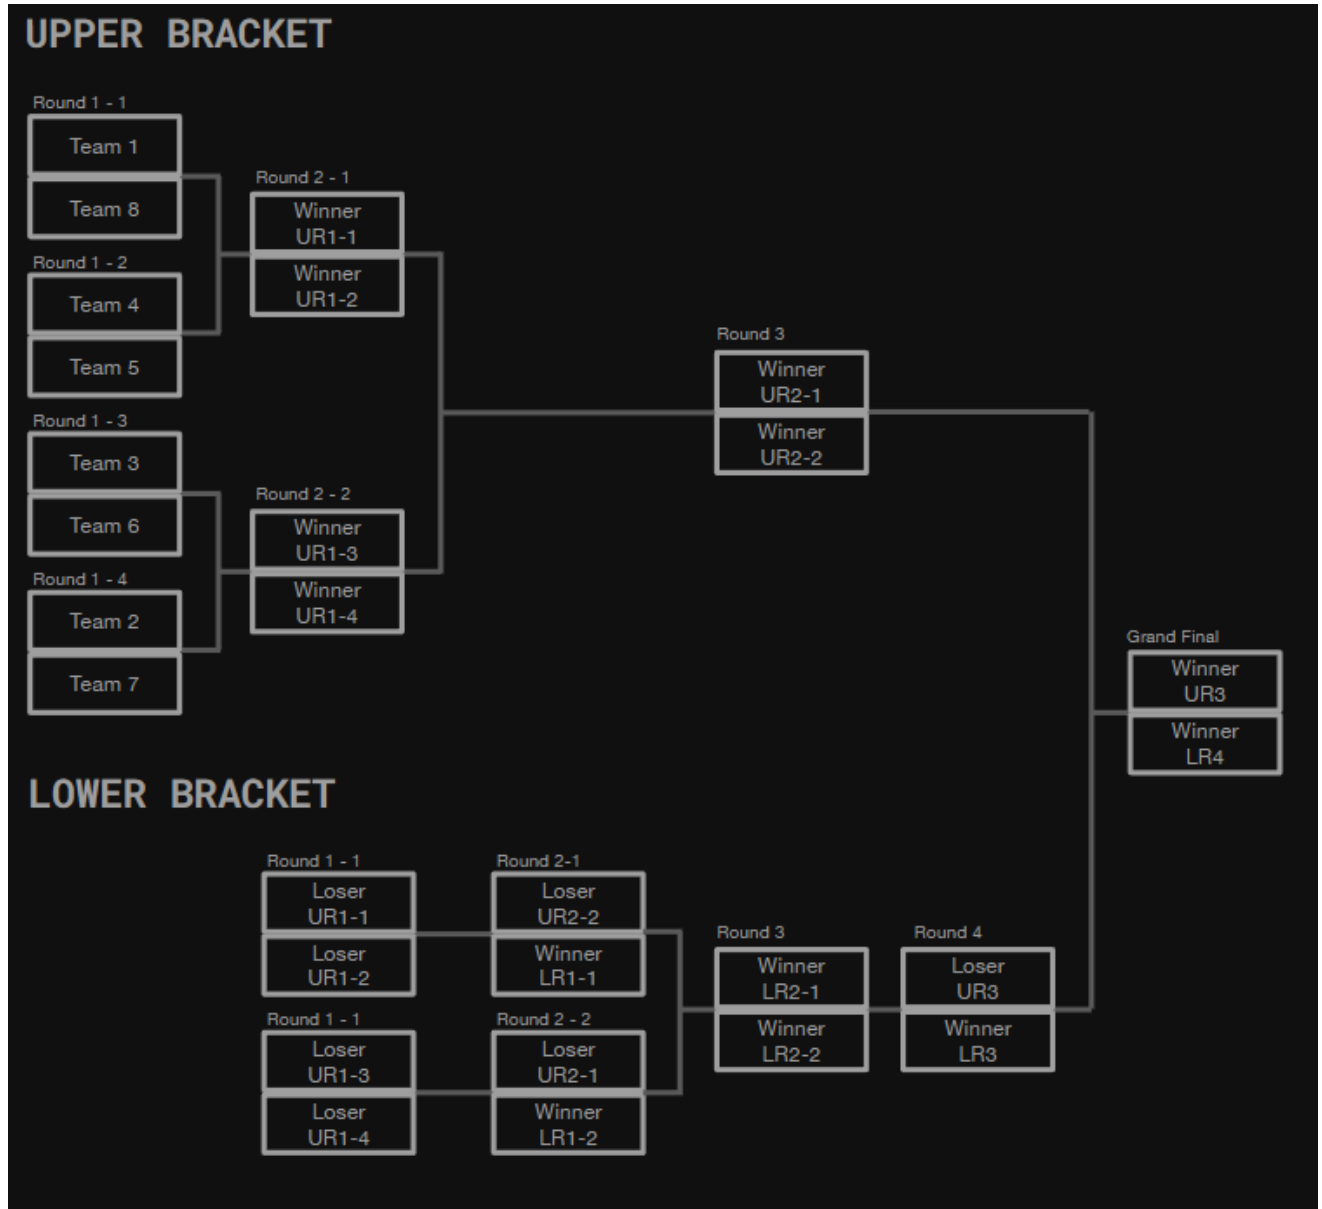 UPPER BRACKET
Round 1 - 1
Team 1
Team 8
Round 1 - 2
Team 4
Team 5
Round 1 - 3
Team 3
Team 6
Round 1 - 4
Team 2
Team 7
Round 2 - 1
Winner
UR1-1
Winner
UR1-2
Round 2 - 2
Winner
UR1-3
Winner
UR1-4
Round 3
Winner
UR2-1
Winner
UR2-2
Grand Final
Winner
UR3
Winner
LR4
LOWER BRACKET
Round 1 - 1
Loser
UR1-1
Loser
UR1-2
Round 1 - 1
Loser
UR1-3
Loser
UR1-4
Round 2-1
Loser
UR2-2
Winner
LR1-1
Round 2 - 2
Loser
UR2-1
Winner
LR1-2
Round 3
Winner
LR2-1
Winner
LR2-2
Round 4
Loser
UR3
Winner
LR3